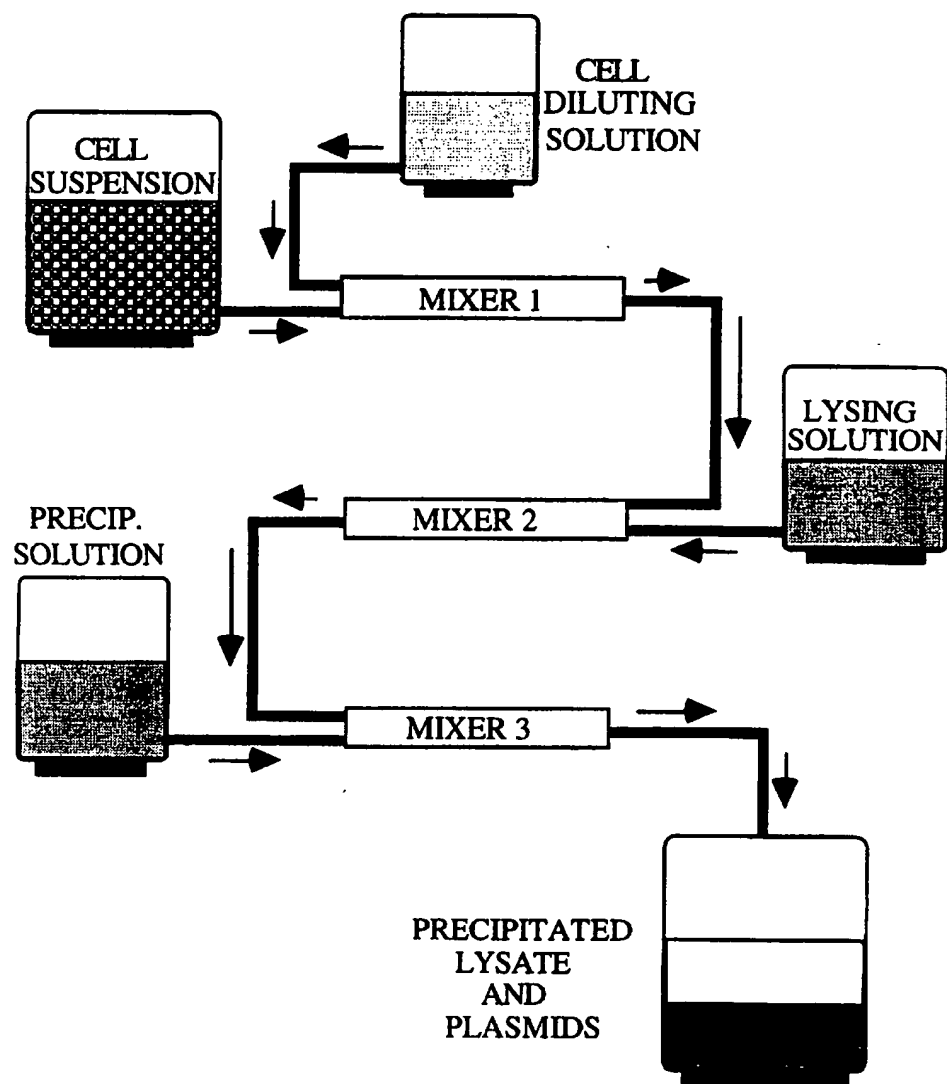 CELL
DILUTING
SOLUTION
CELL
SUSPENSION
MIXER 1
LYSING
SOLUTION
MIXER 2
PRECIP.
SOLUTION
MIXER 3
PRECIPITATED
LYSATE
AND
PLASMIDS